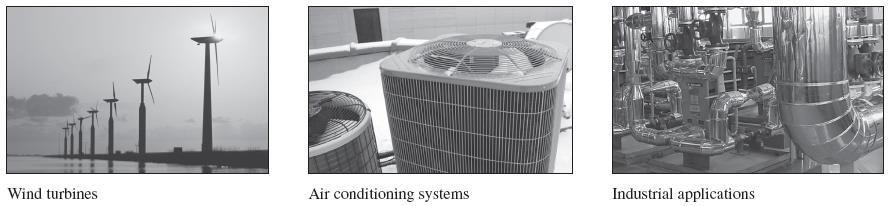 Wind turbines
Air conditioning systems
Industrial applications